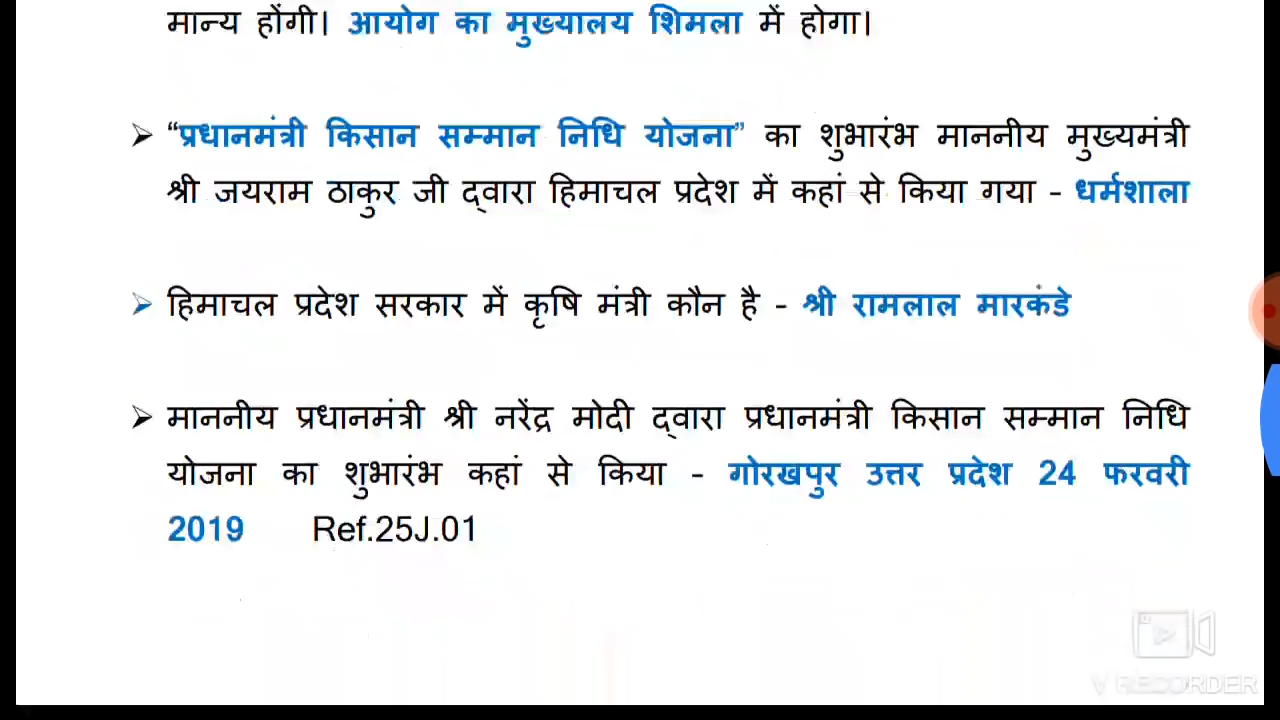 मान्य होंगी। आयोग का मुख्यालय शिमला में होगा।
➢ “प्रधानमंत्री किसान सम्मान निधि योजना” का शुभारंभ माननीय मुख्यमंत्री
श्री जयराम ठाकुर जी द्वारा हिमाचल प्रदेश में कहां से किया गया - धर्मशाला
➢ हिमाचल प्रदेश सरकार में कृषि मंत्री कौन है - श्री रामलाल मारकंडे
➢ माननीय प्रधानमंत्री श्री नरेंद्र मोदी द्वारा प्रधानमंत्री किसान सम्मान निधि
योजना का शुभारंभ कहां से किया - गोरखपुर उत्तर प्रदेश 24 फरवरी
2019 Ref.25J.01
V RECORDER